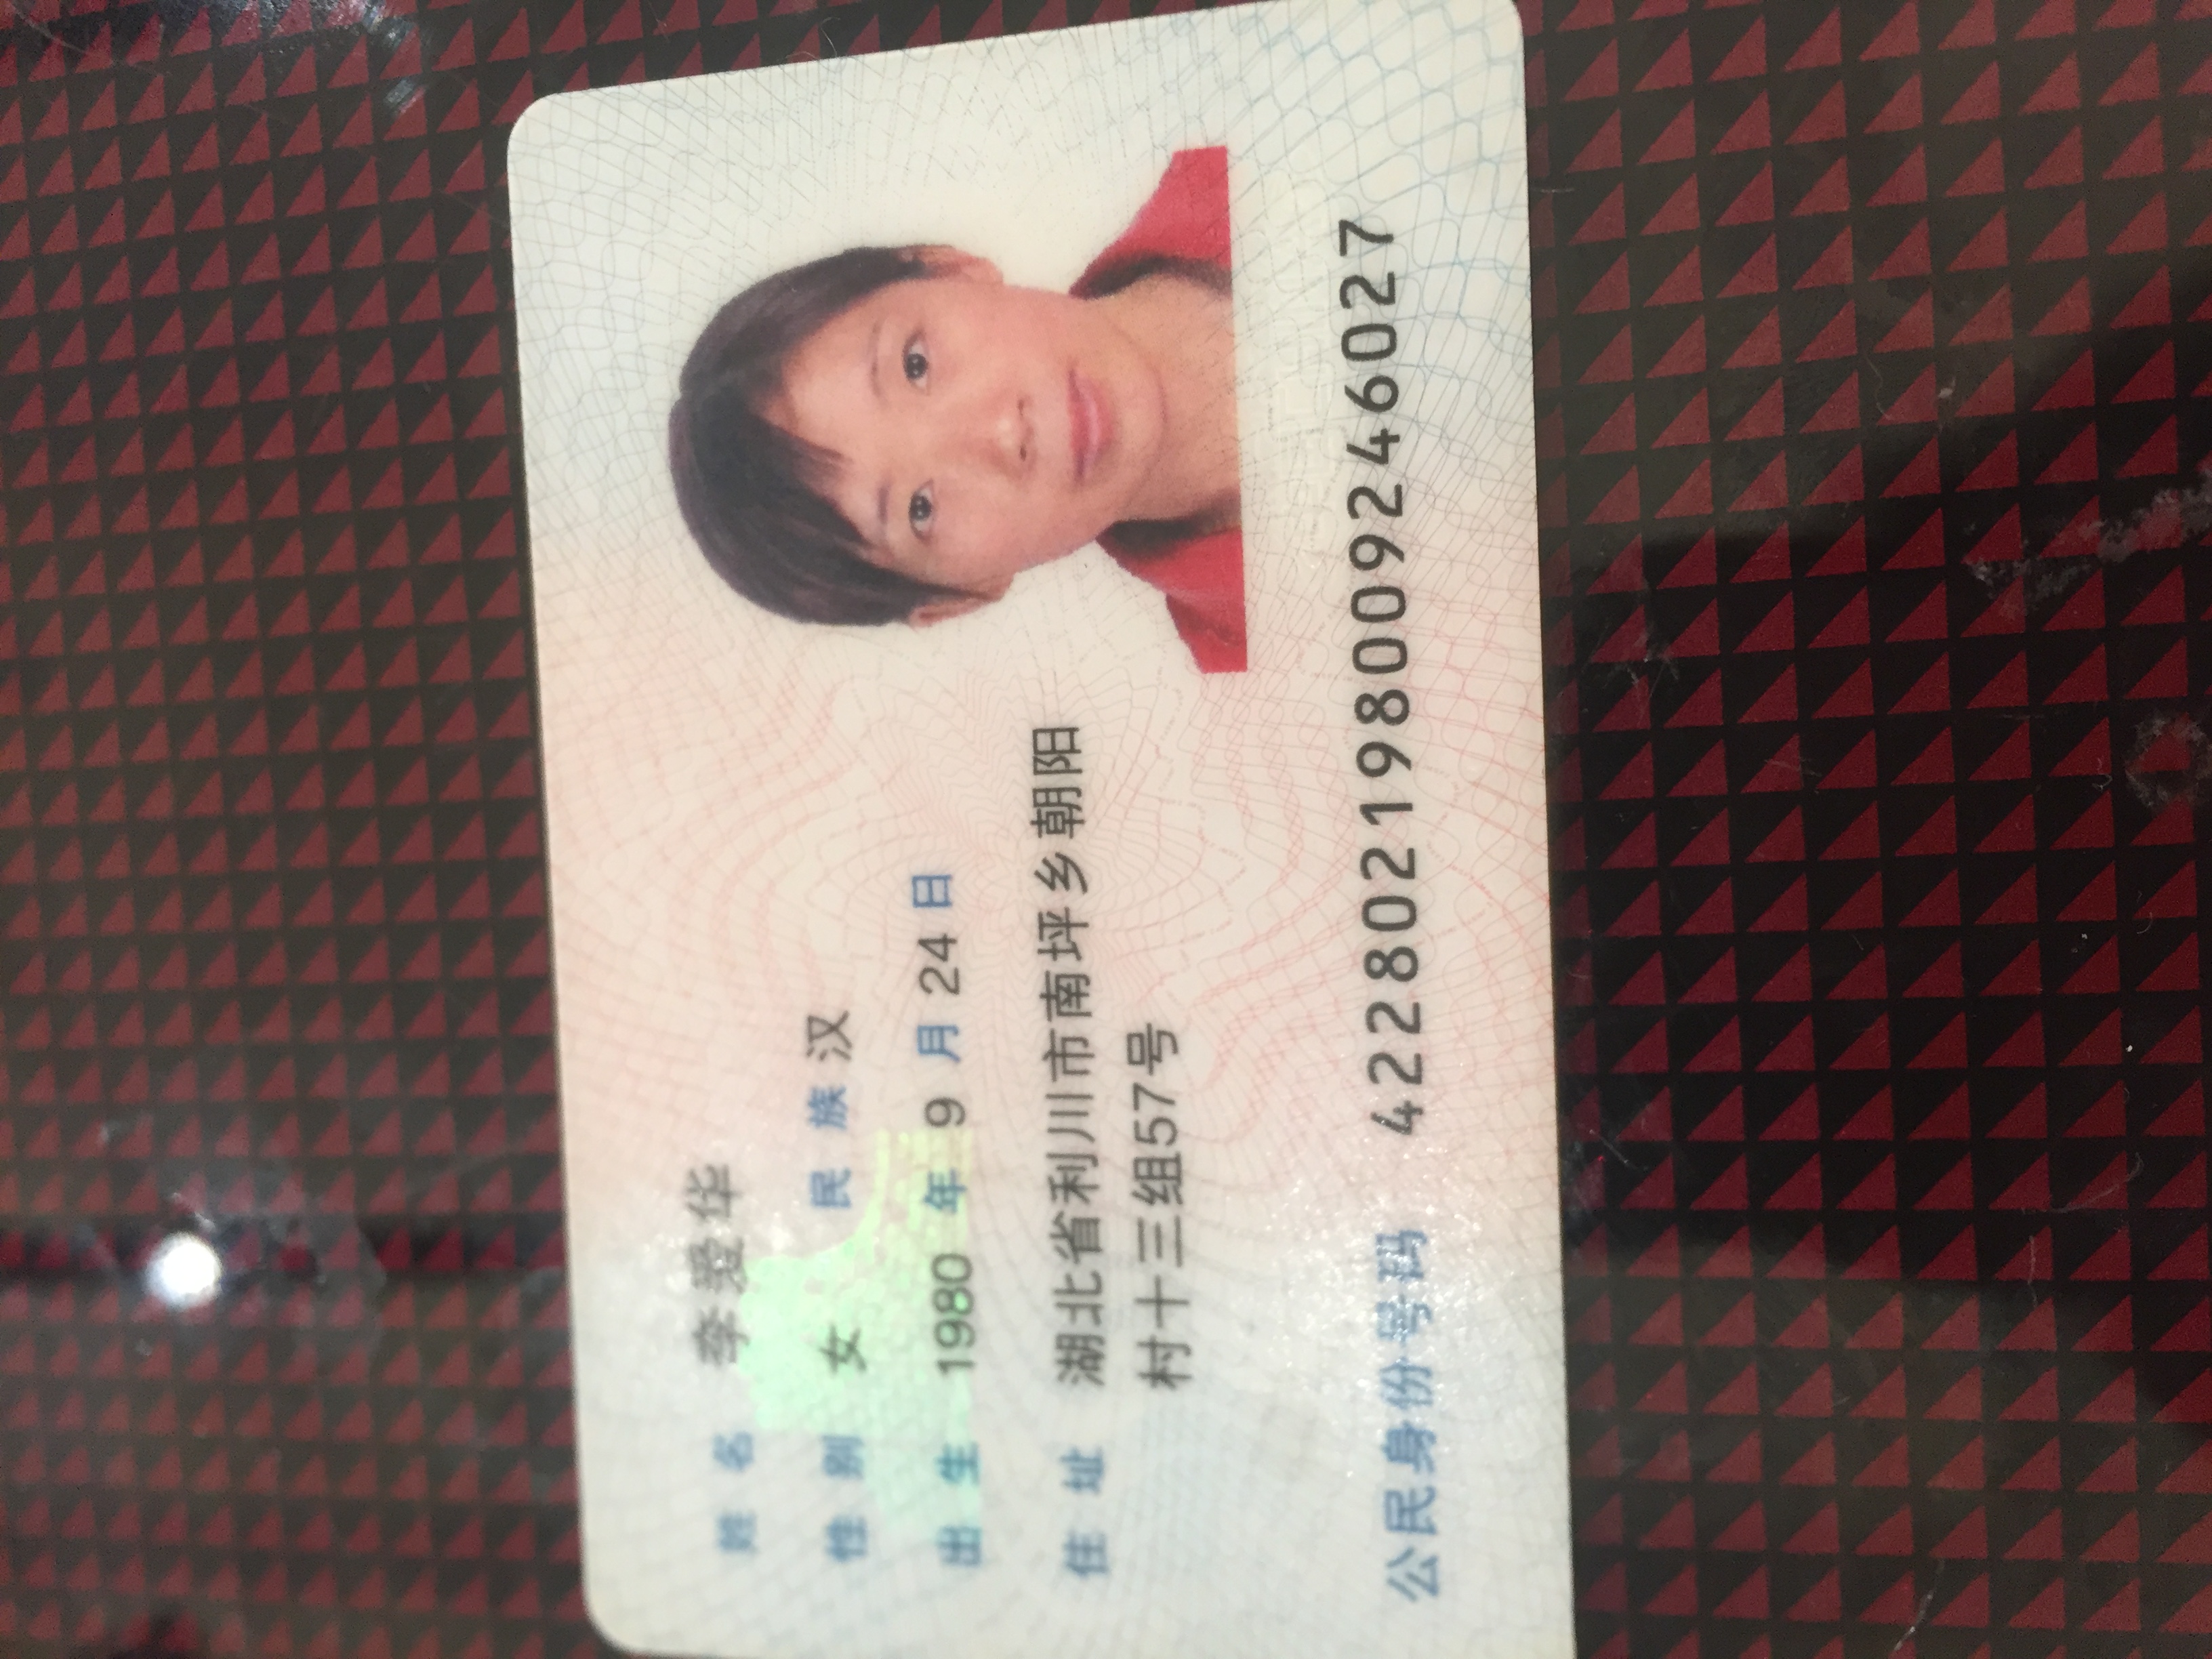 姓名 李爱华
性别 女 民族 汉
出生 1980 年 9 月 24 日
住址 湖北省利川市南坪乡朝阳
村十三组57号
公民身份号码 422802198009246027